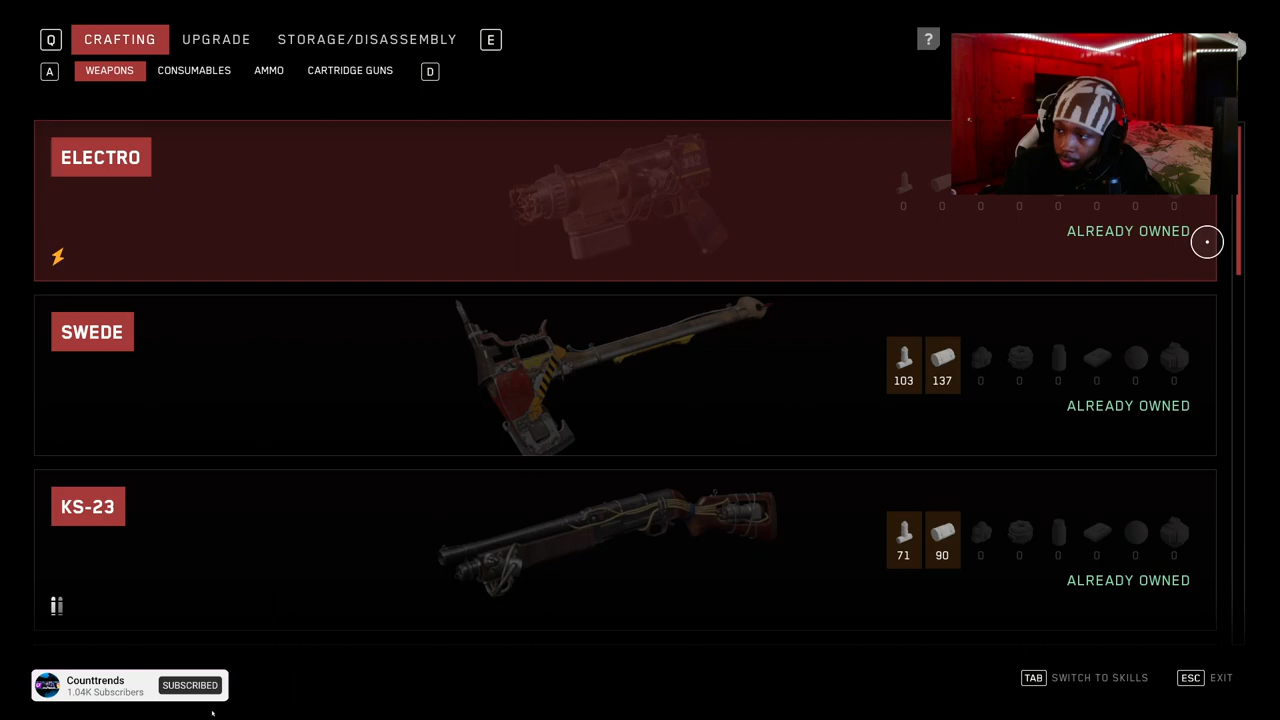 Q CRAFTING UPGRADE STORAGE/DISASSEMBLY E ?
A WEAPONS CONSUMABLES AMMO CARTRIDGE GUNS D
ELECTRO
0 0 0 0 0 0 0 0
ALREADY OWNED
SWEDE
103 137 0 0 0 0 0 0
ALREADY OWNED
KS-23
71 90 0 0 0 0 0 0
ALREADY OWNED
Counttrends
1.04K Subscribers
SUBSCRIBED
TAB SWITCH TO SKILLS ESC EXIT